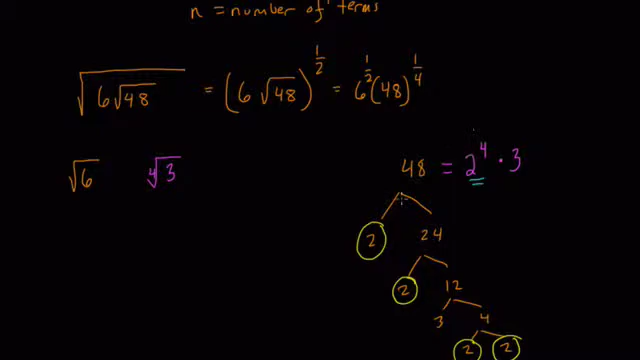 n = number of terms
√(6√48) = (6 √48)^(1/2) = 6^(1/2) (48)^(1/4)
√6 ∜3 48 = 2^4 · 3
2 24
2 12
3 4
2 2